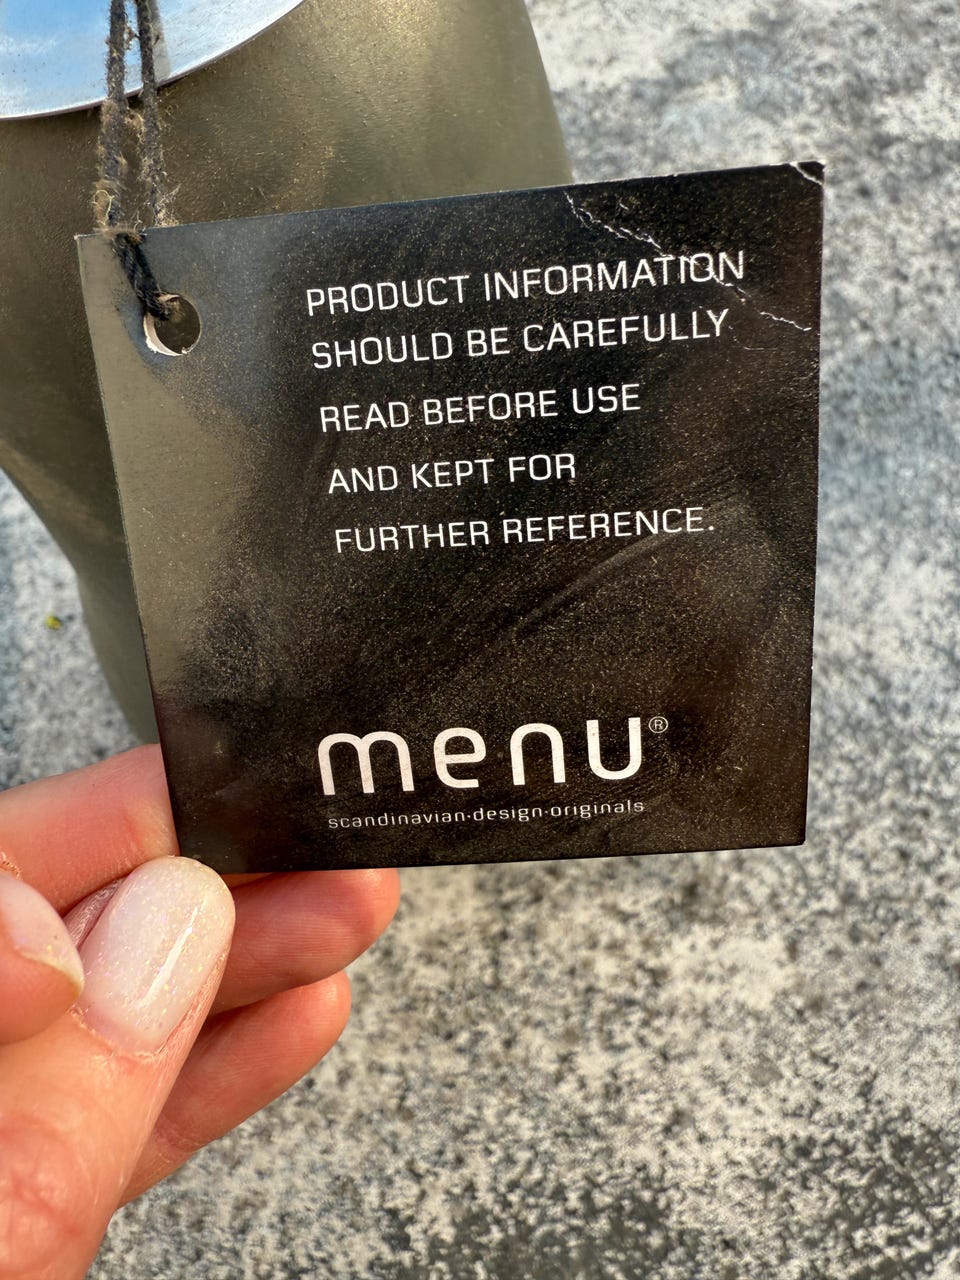 PRODUCT INFORMATION
SHOULD BE CAREFULLY
READ BEFORE USE
AND KEPT FOR
FURTHER REFERENCE.
menu®
scandinavian·design·originals